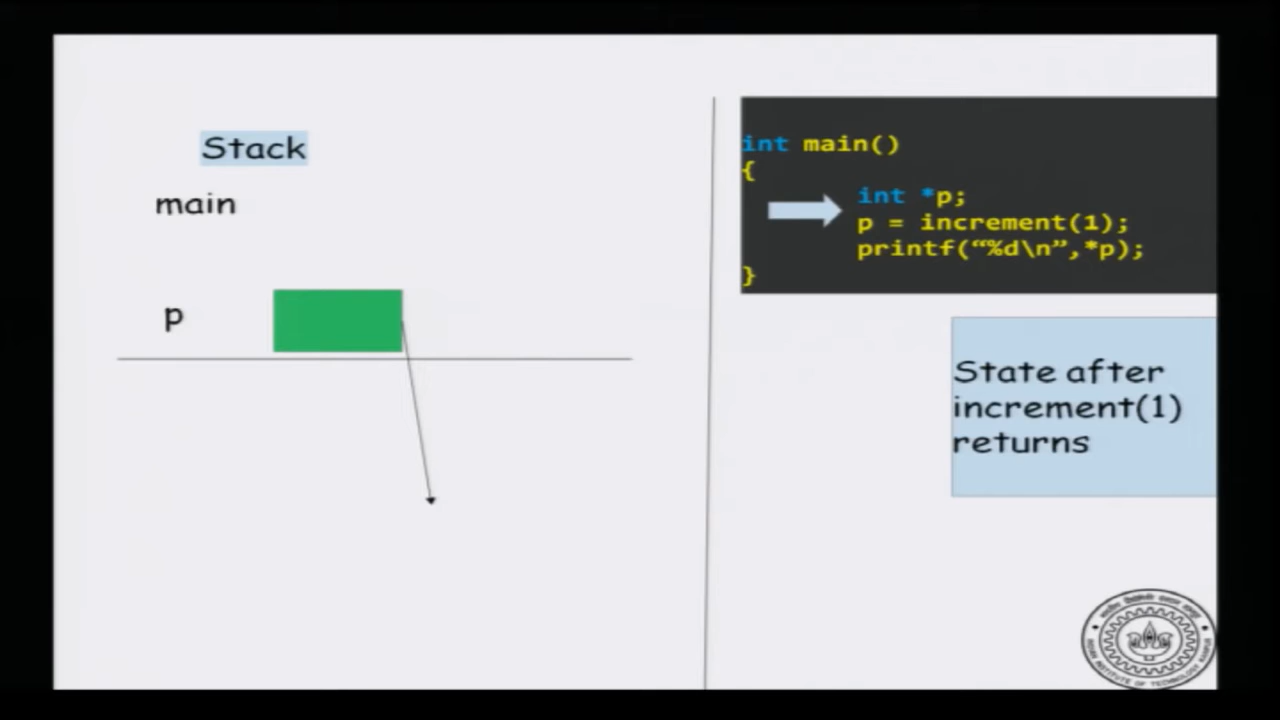 Stack
main
p
int main()
{
int *p;
p = increment(1);
printf(“%d\n”,*p);
}
State after
increment(1)
returns